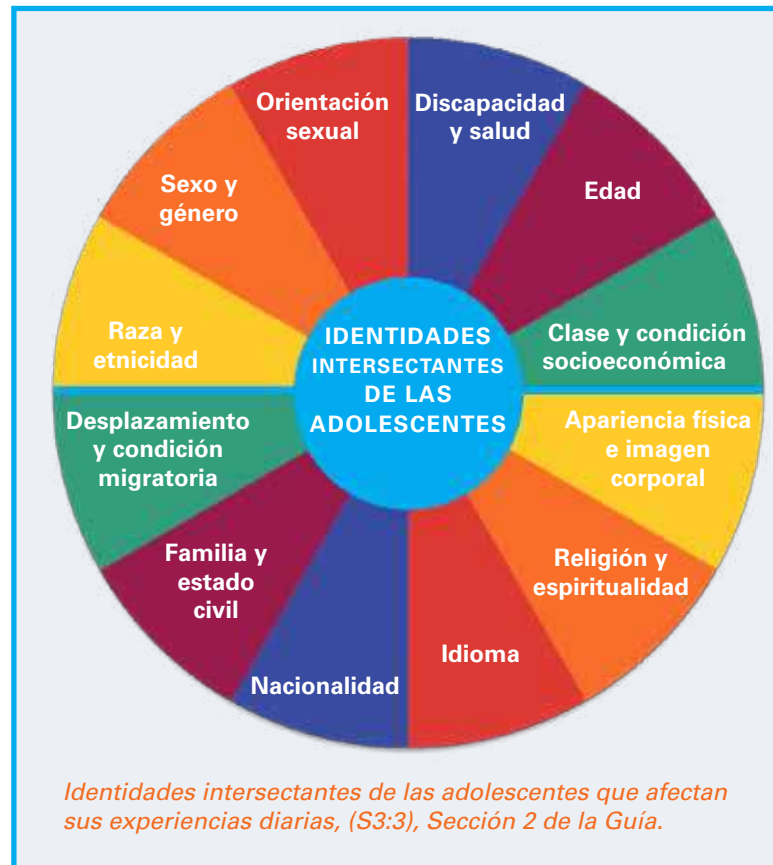 Orientación
sexual
Discapacidad
y salud
Edad
Clase y condición
socioeconómica
Apariencia física
e imagen
corporal
Religión y
espiritualidad
Idioma
Nacionalidad
Familia y
estado
civil
Desplazamiento
y condición
migratoria
Raza y
etnicidad
Sexo y
género
IDENTIDADES
INTERSECTANTES
DE LAS
ADOLESCENTES
Identidades intersectantes de las adolescentes que afectan
sus experiencias diarias, (S3:3), Sección 2 de la Guía.